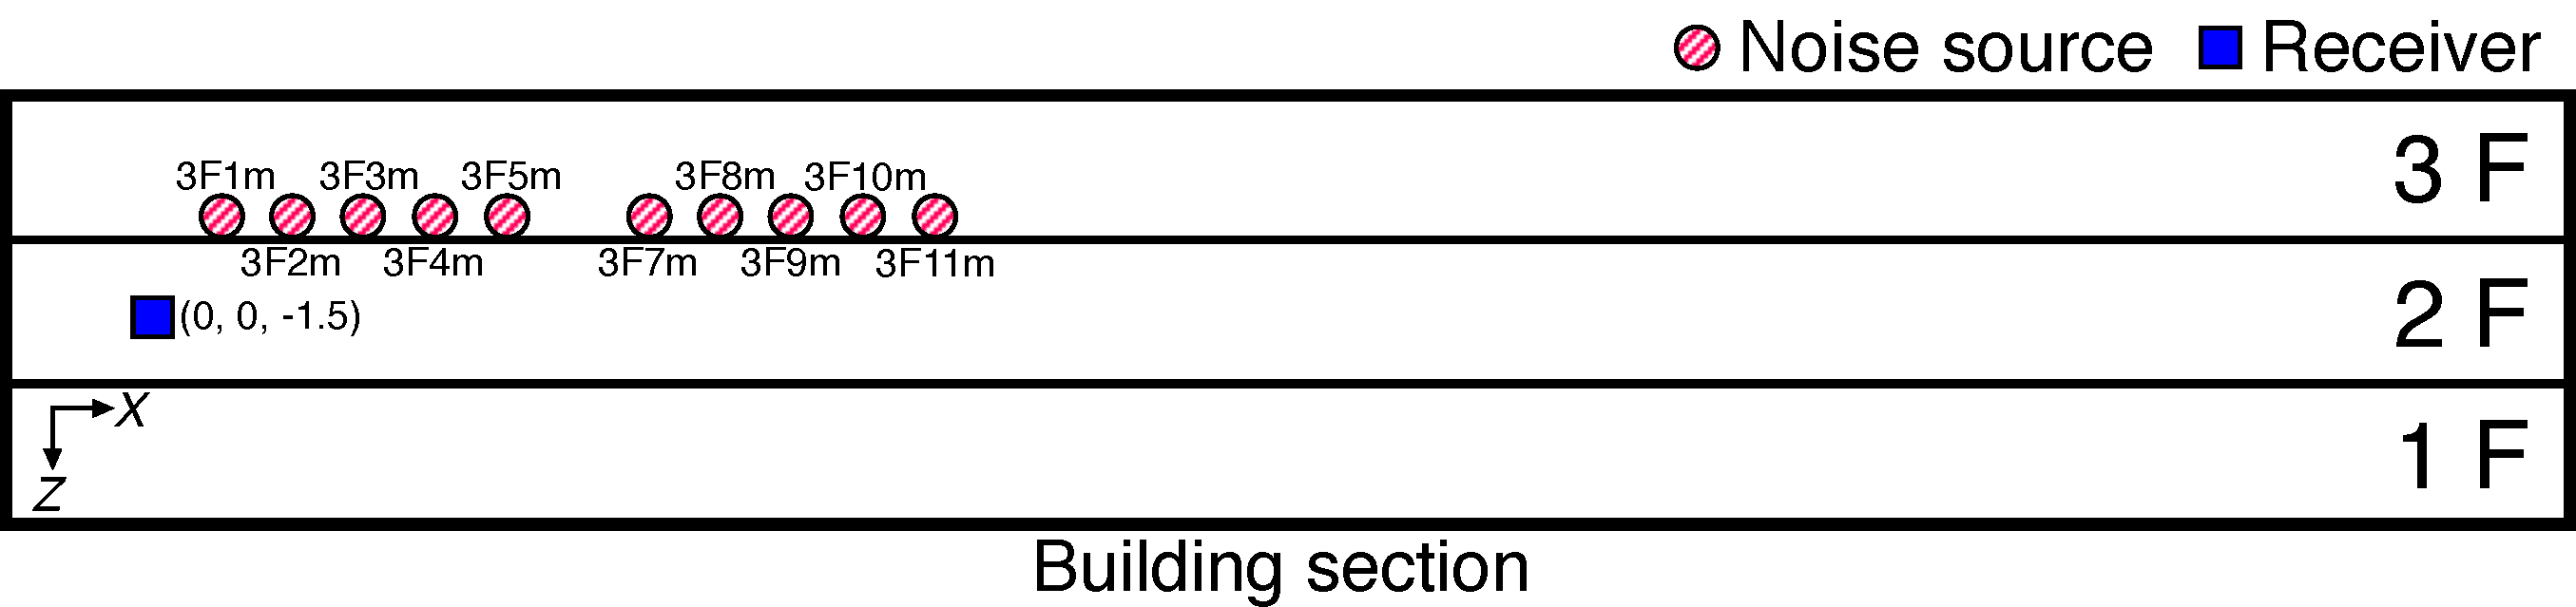 Noise source Receiver
3 F
3F1m 3F3m 3F5m 3F8m 3F10m
3F2m 3F4m 3F7m 3F9m 3F11m
2 F
(0, 0, -1.5)
X
Z
1 F
Building section